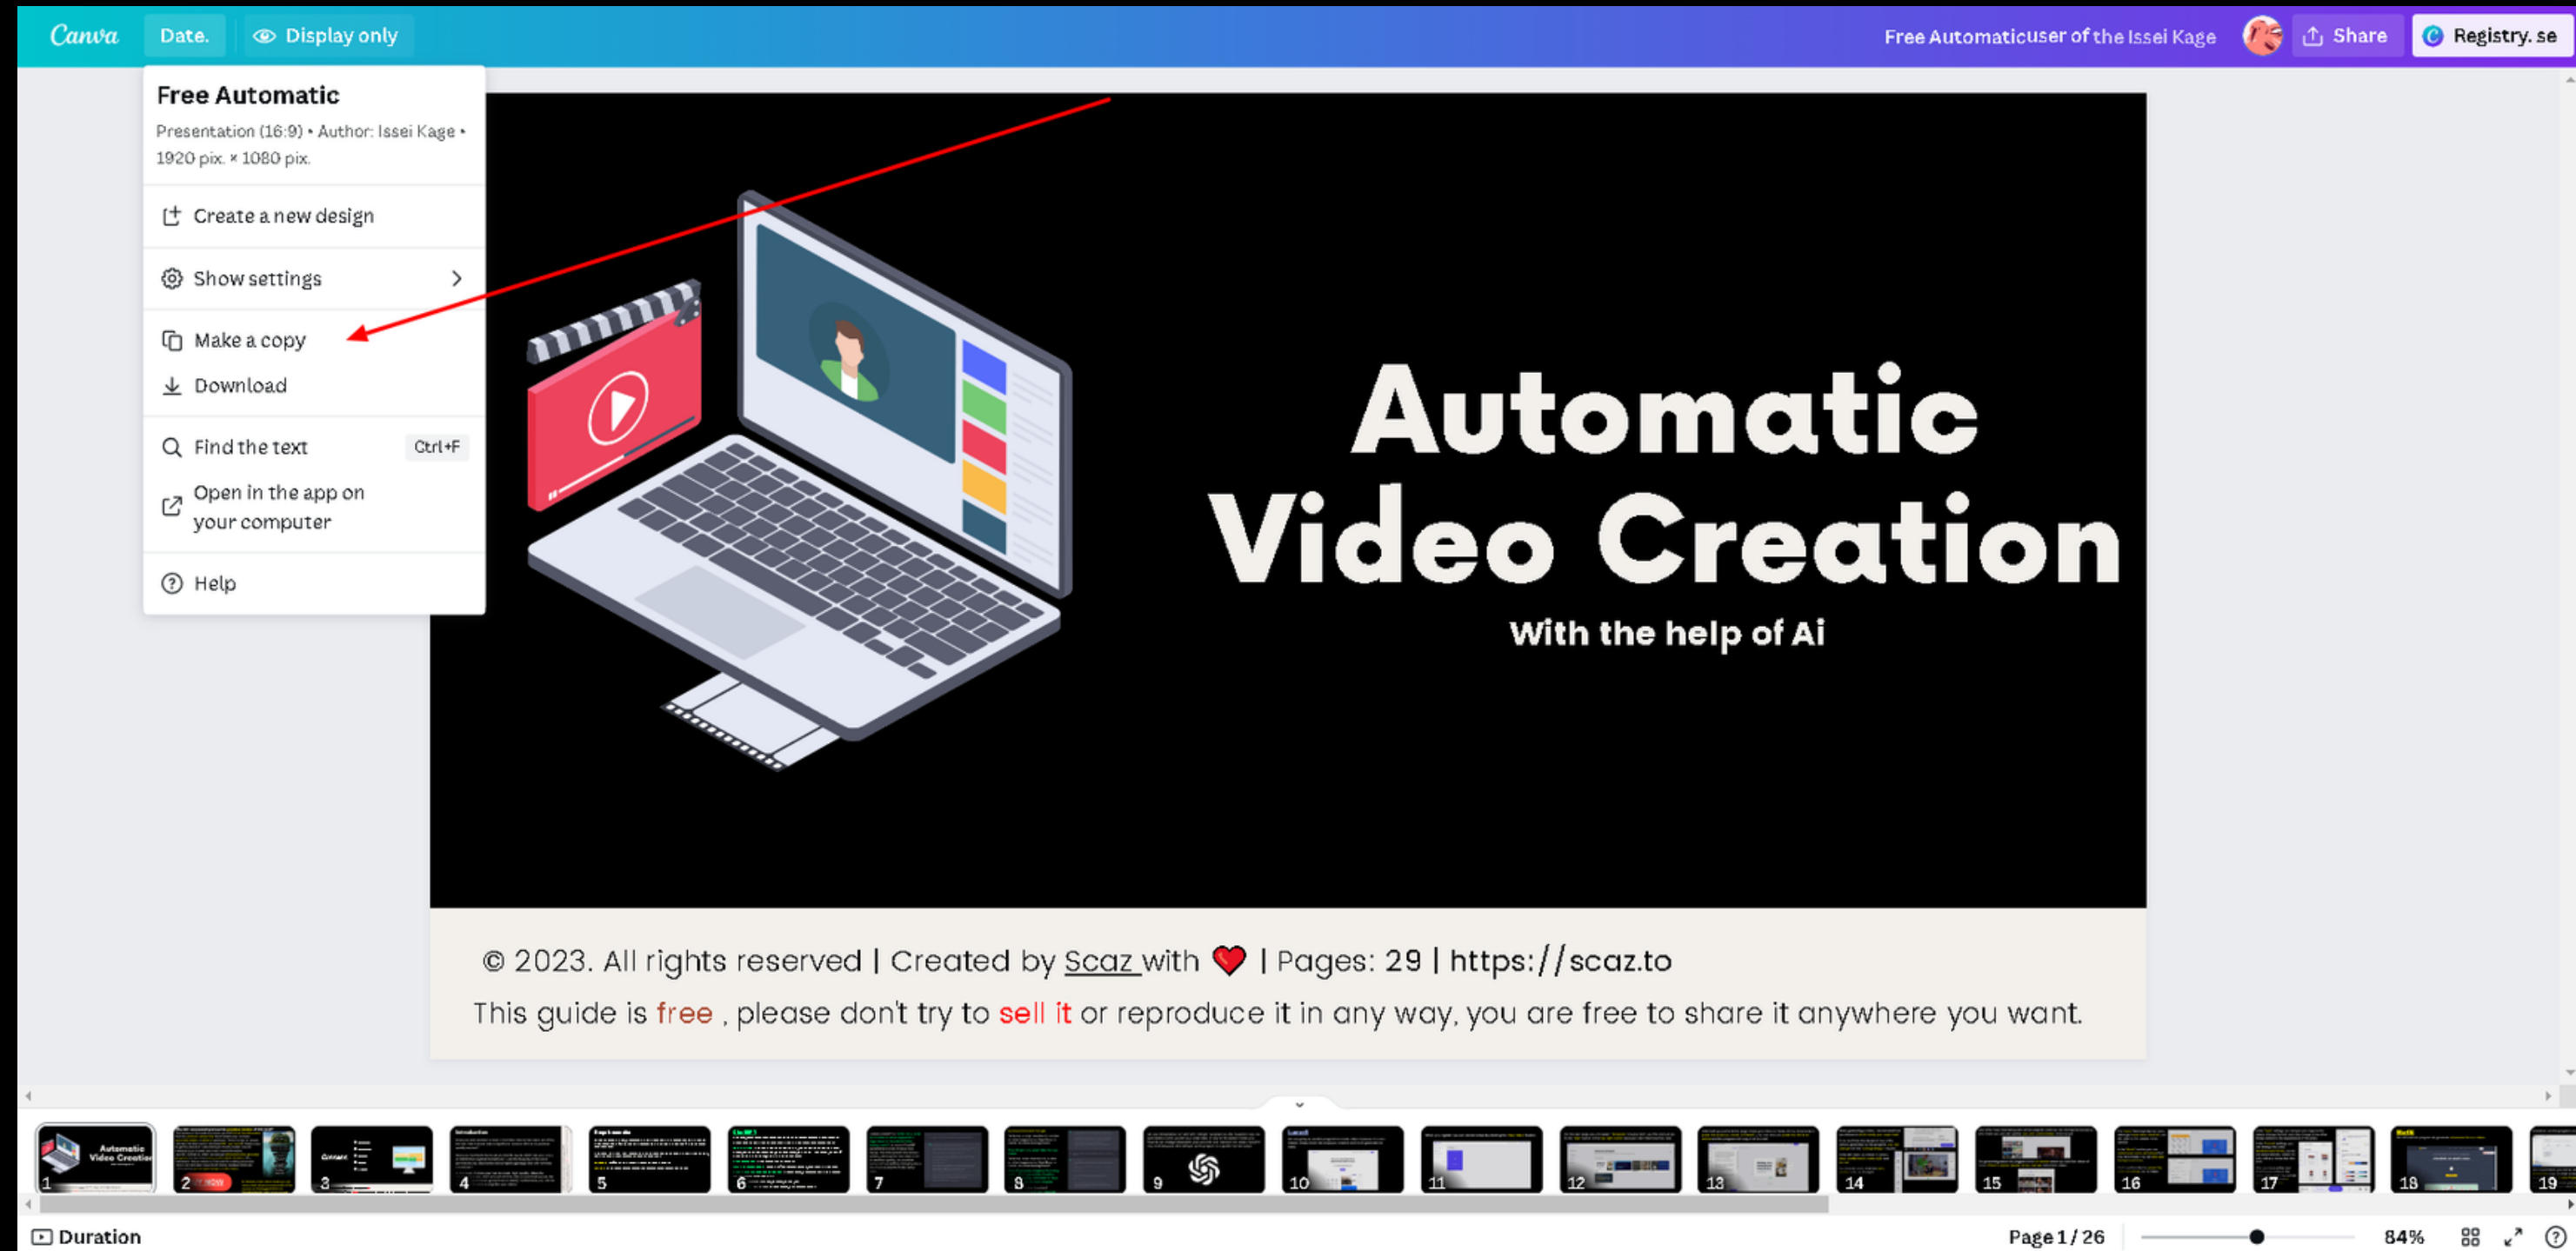 Canva
Date.
Display only
Free Automaticuser of the Issei Kage
Share
Registry. se
Free Automatic
Presentation (16:9) • Author: Issei Kage •
1920 pix. × 1080 pix.
Create a new design
Show settings
Make a copy
Download
Find the text Ctrl+F
Open in the app on
your computer
Help
Automatic
Video Creation
With the help of Ai
© 2023. All rights reserved | Created by Scaz with ❤ | Pages: 29 | https://scaz.to
This guide is free , please don't try to sell it or reproduce it in any way, you are free to share it anywhere you want.
Automatic
Video Creation
1 2 3 4 5 6 7 8 9 10 11 12 13 14 15 16 17 18 19
Duration
Page 1 / 26
84%